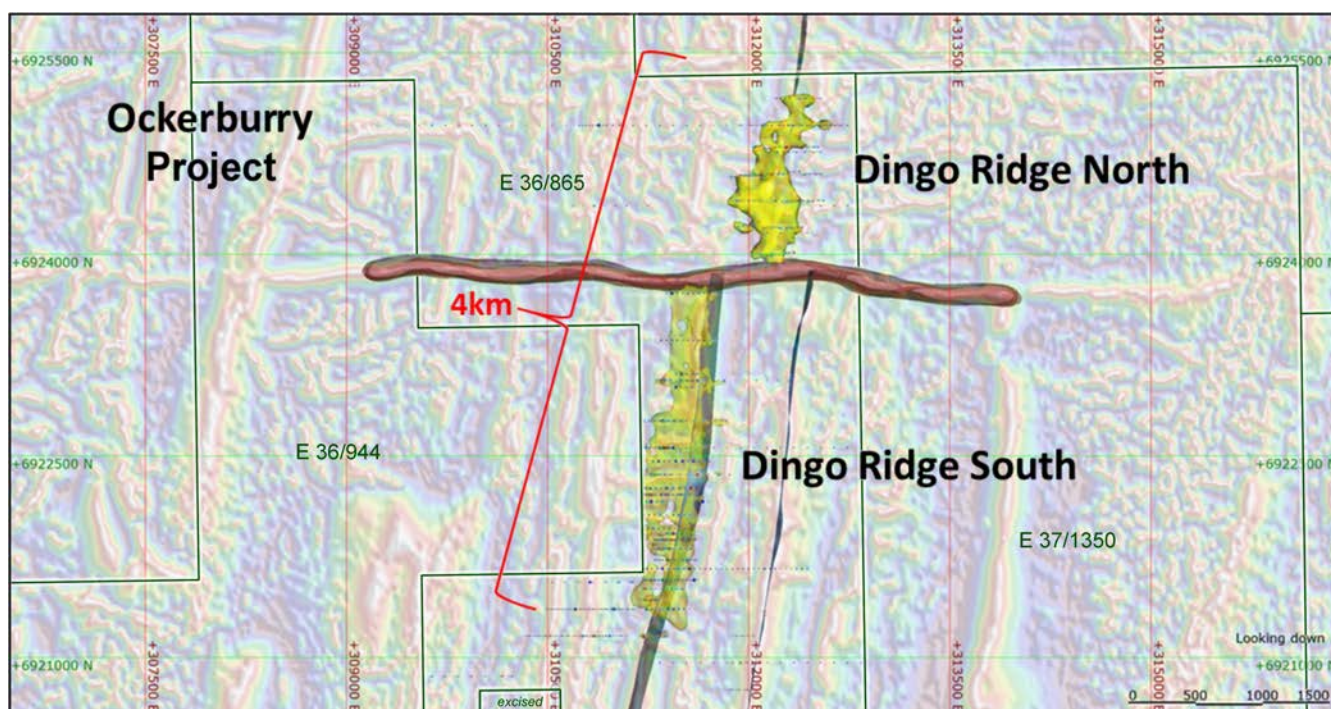 +307500 E
+309000 E
+310500 E
+312000 E
+313500 E
+315000 E
+6925500 N
+6925500 N
Ockerburry
Project
E 36/865
Dingo Ridge North
+6924000 N
+6924000 N
4km
E 36/944
+6922500 N
+6922500 N
Dingo Ridge South
E 37/1350
Looking down
+6921000 N
+6921000 N
+307500 E
+309000 E
+312000 E
+313500 E
+315000 E
excised
0 500 1000 1500